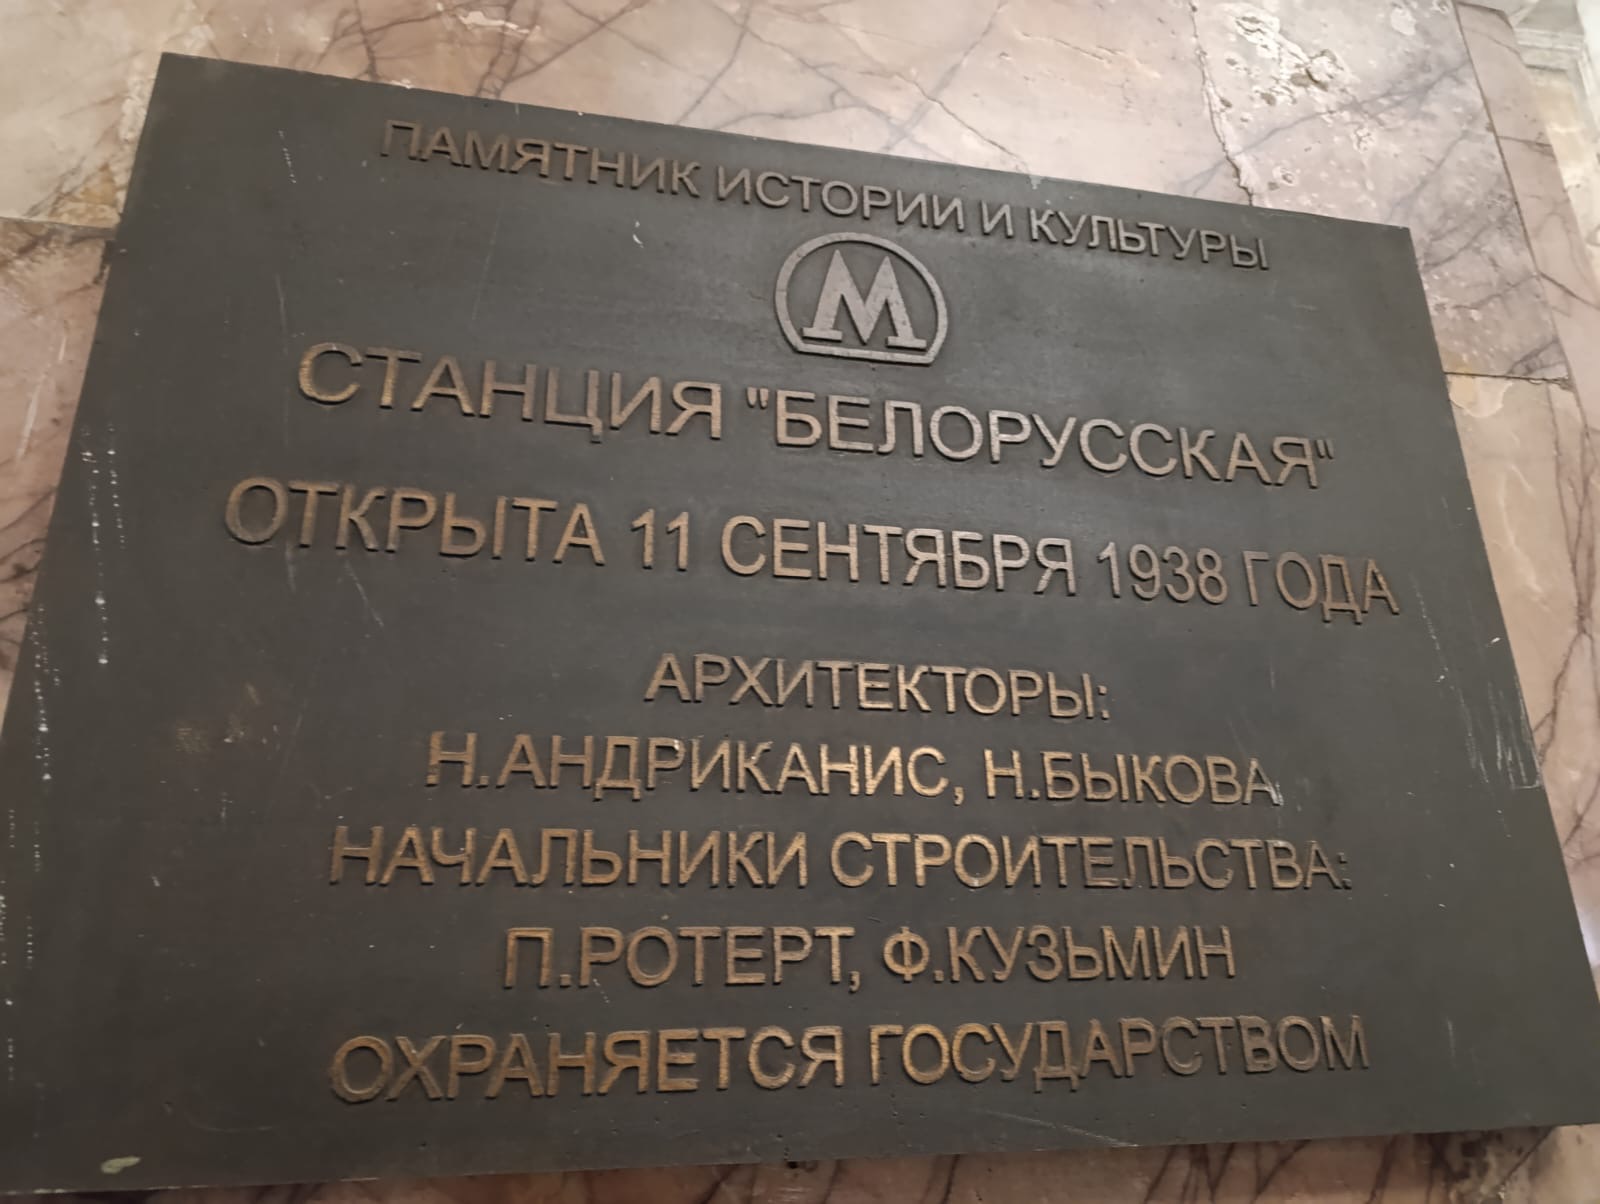 ПАМЯТНИК ИСТОРИИ И КУЛЬТУРЫ
М
СТАНЦИЯ "БЕЛОРУССКАЯ"
ОТКРЫТА 11 СЕНТЯБРЯ 1938 ГОДА
АРХИТЕКТОРЫ:
Н.АНДРИКАНИС, Н.БЫКОВА
НАЧАЛЬНИКИ СТРОИТЕЛЬСТВА:
П.РОТЕРТ, Ф.КУЗЬМИН
ОХРАНЯЕТСЯ ГОСУДАРСТВОМ